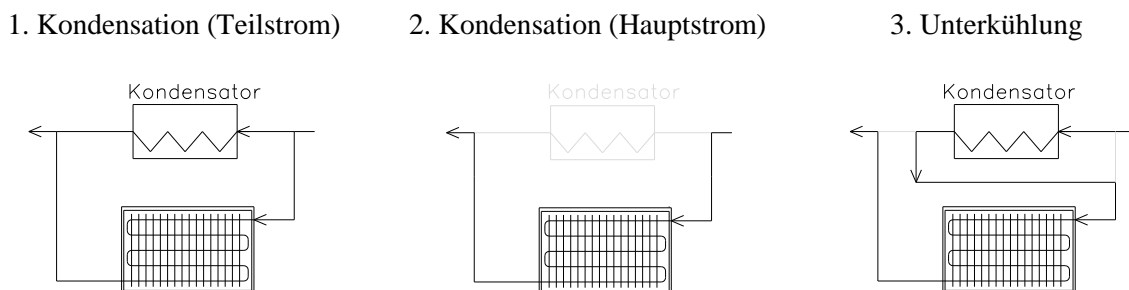 1. Kondensation (Teilstrom) 2. Kondensation (Hauptstrom) 3. Unterkühlung
Kondensator Kondensator Kondensator